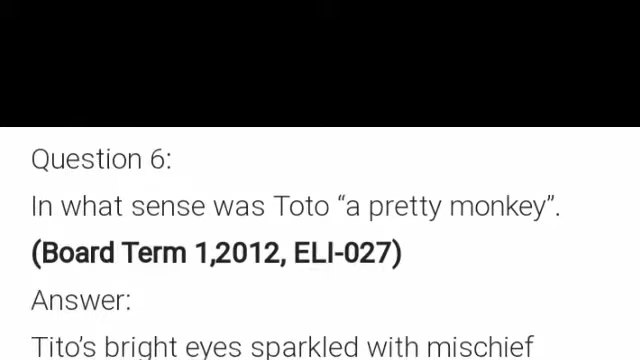 Question 6:
In what sense was Toto “a pretty monkey”.
(Board Term 1,2012, ELI-027)
Answer:
Tito’s bright eyes sparkled with mischief